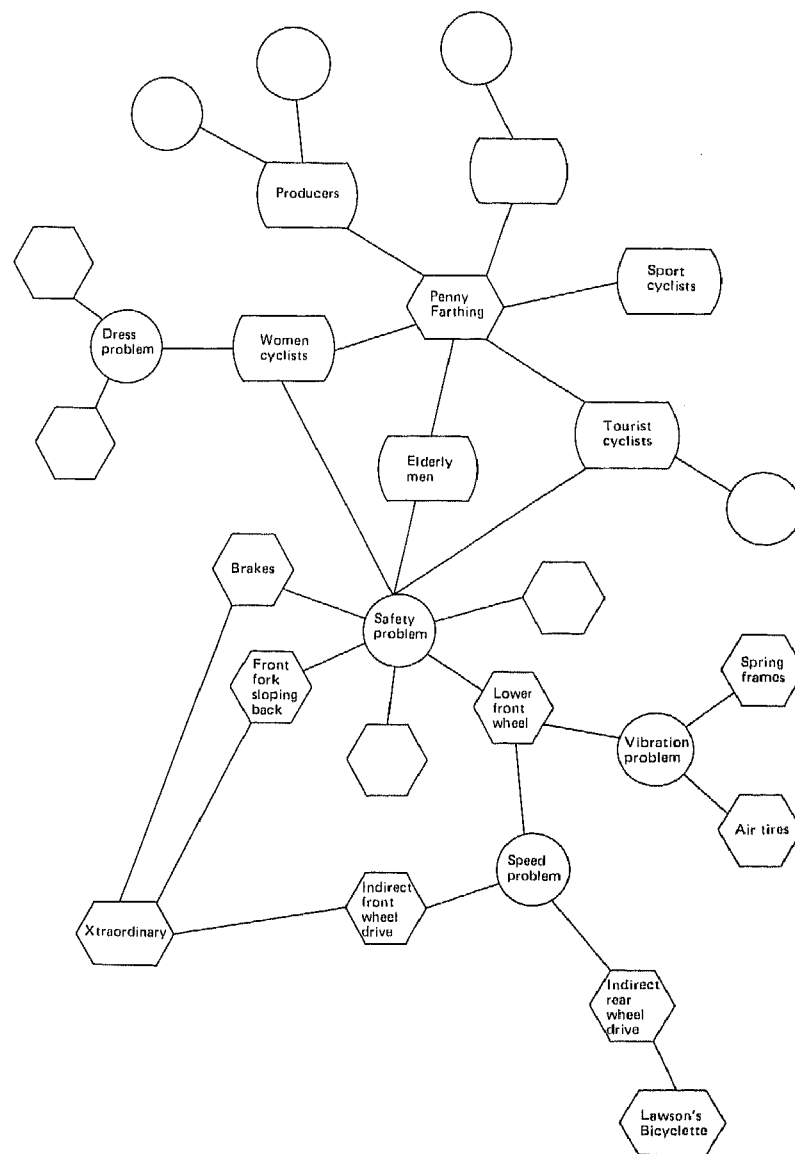 Producers
Sport
cyclists
Penny
Farthing
Dress
problem
Women
cyclists
Tourist
cyclists
Elderly
men
Brakes
Safety
problem
Front
fork
sloping
back
Lower
front
wheel
Spring
frames
Vibration
problem
Air tires
Speed
problem
Indirect
front
wheel
drive
Xtraordinary
Indirect
rear
wheel
drive
Lawson's
Bicyclette